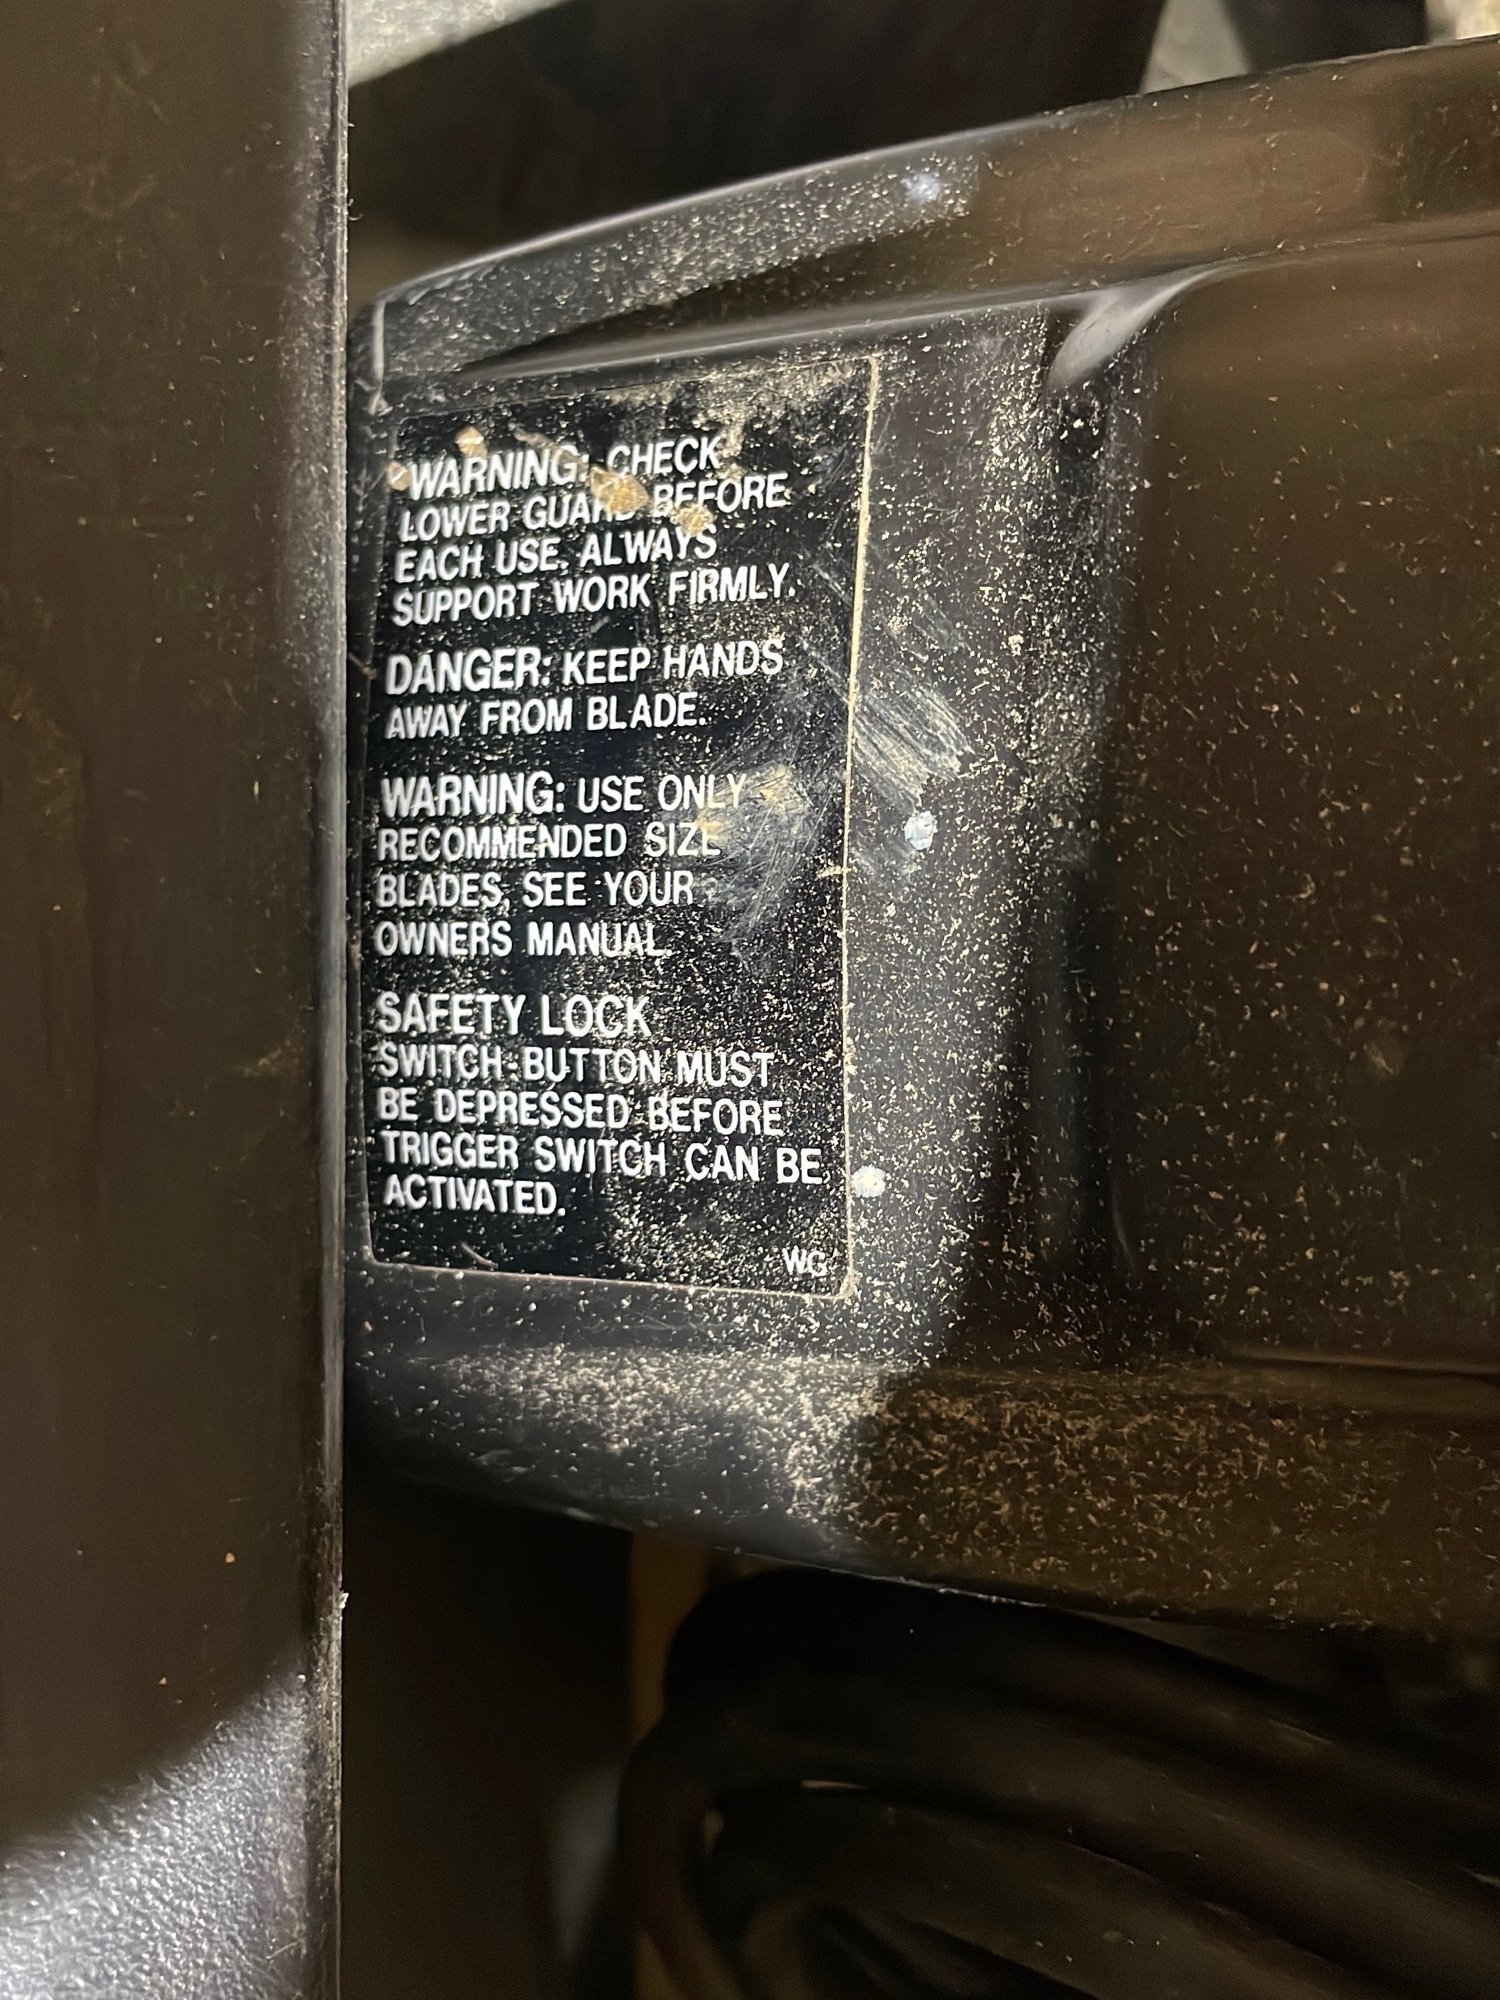 WARNING: CHECK
LOWER GUARD BEFORE
EACH USE. ALWAYS
SUPPORT WORK FIRMLY.
DANGER: KEEP HANDS
AWAY FROM BLADE.
WARNING: USE ONLY
RECOMMENDED SIZE
BLADES, SEE YOUR
OWNERS MANUAL
SAFETY LOCK
SWITCH-BUTTON MUST
BE DEPRESSED BEFORE
TRIGGER SWITCH CAN BE
ACTIVATED.
WG